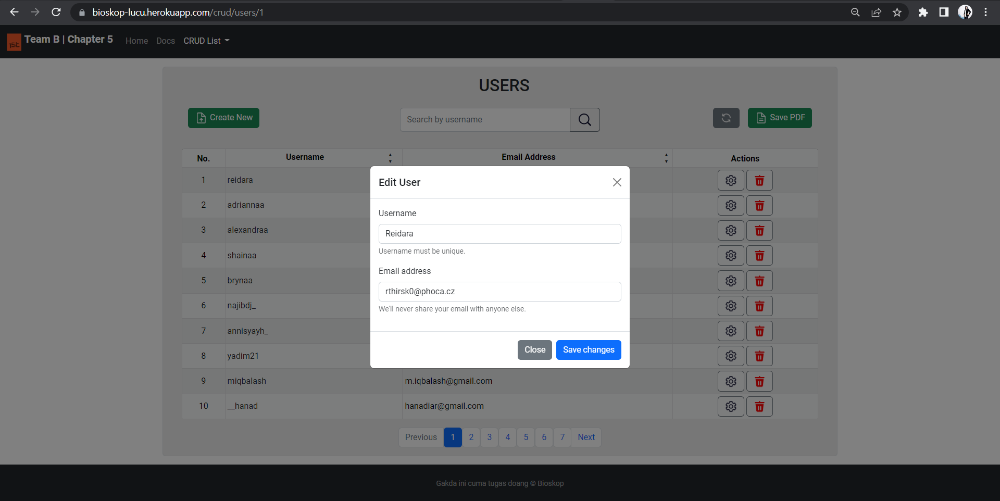 bioskop-lucu.herokuapp.com/crud/users/1
Team B | Chapter 5 Home Docs CRUD List
USERS
Create New Search by username Save PDF
No. Username Email Address Actions
1 reidara
2 adriannaa
3 alexandraa
4 shainaa
5 brynaa
6 najibdj_
7 annisyayh_
8 yadim21
9 miqbalash m.iqbalash@gmail.com
10 __hanad hanadiar@gmail.com
Edit User
Username
Reidara
Username must be unique.
Email address
rthirsk0@phoca.cz
We'll never share your email with anyone else.
Close Save changes
Previous 1 2 3 4 5 6 7 Next
Gakda ini cuma tugas doang © Bioskop